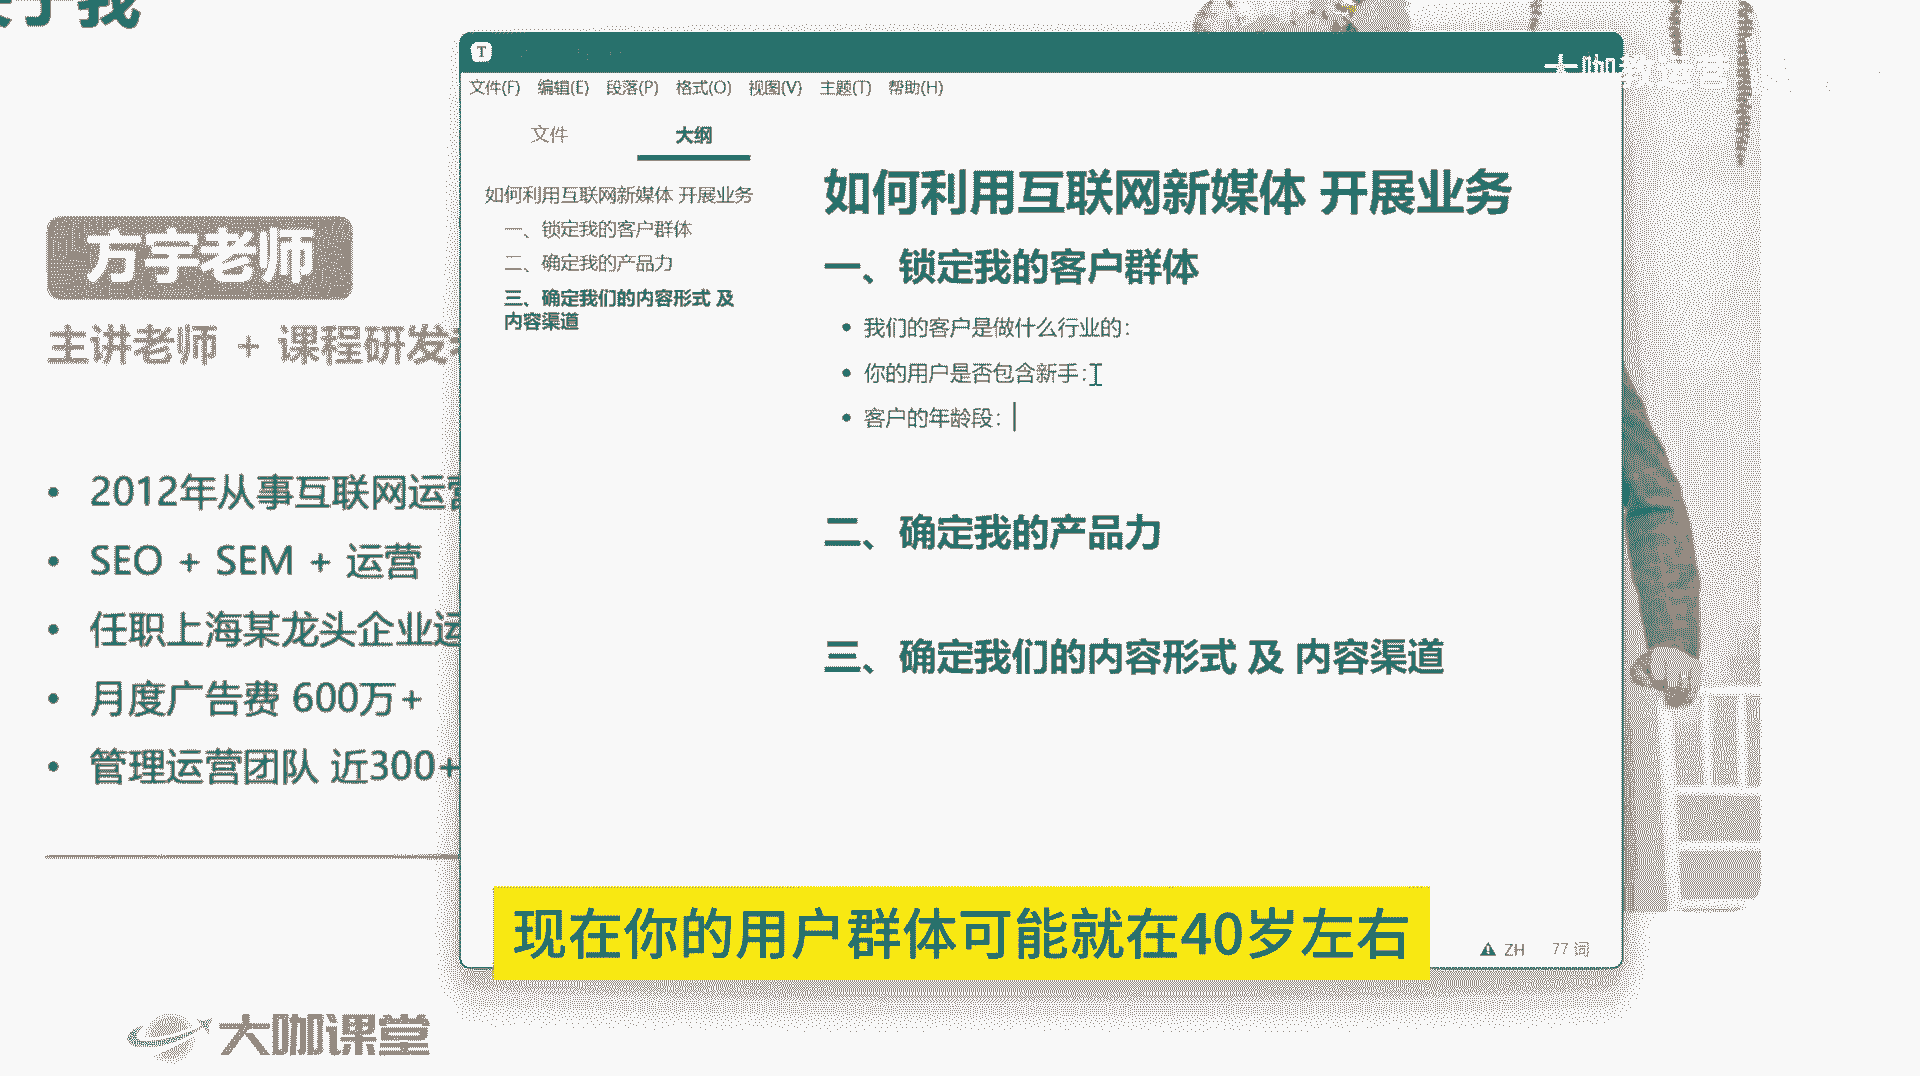 于我
方宇老师
主讲老师 + 课程研发
• 2012年从事互联网运营
• SEO + SEM + 运营
• 任职上海某龙头企业运
• 月度广告费 600万+
• 管理运营团队 近300+
大咖课堂
T
文件(F) 编辑(E) 段落(P) 格式(O) 视图(V) 主题(T) 帮助(H)
文件 大纲
如何利用互联网新媒体 开展业务
一、锁定我的客户群体
二、确定我的产品力
三、确定我们的内容形式 及
内容渠道
如何利用互联网新媒体 开展业务
一、锁定我的客户群体
• 我们的客户是做什么行业的：
• 你的用户是否包含新手：
• 客户的年龄段：
二、确定我的产品力
三、确定我们的内容形式 及 内容渠道
ZH 77 词
现在你的用户群体可能就在40岁左右
大咖教运营